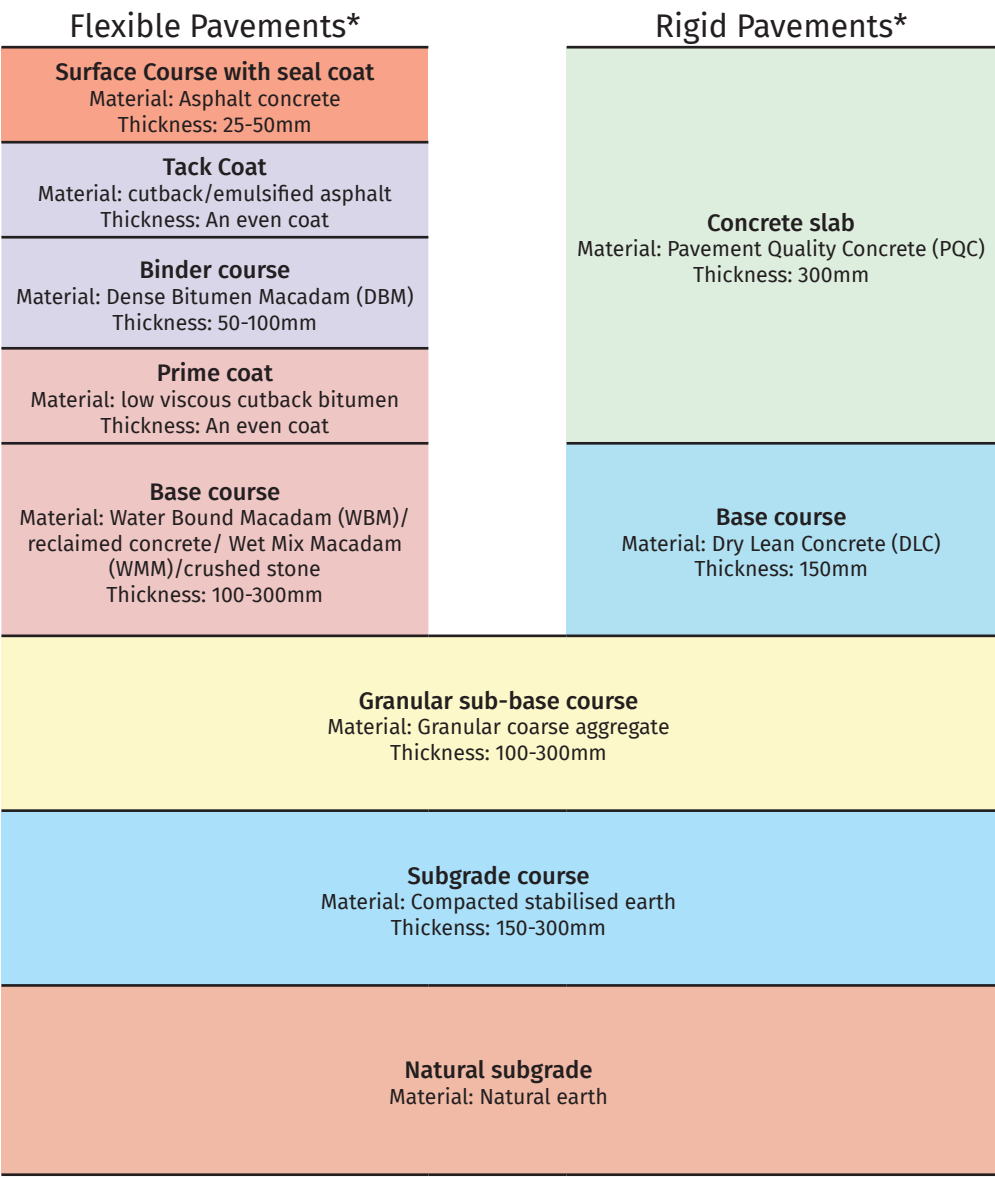 Flexible Pavements*
Rigid Pavements*
Surface Course with seal coat
Material: Asphalt concrete
Thickness: 25-50mm
Tack Coat
Material: cutback/emulsified asphalt
Thickness: An even coat
Binder course
Material: Dense Bitumen Macadam (DBM)
Thickness: 50-100mm
Prime coat
Material: low viscous cutback bitumen
Thickness: An even coat
Base course
Material: Water Bound Macadam (WBM)/
reclaimed concrete/ Wet Mix Macadam
(WMM)/crushed stone
Thickness: 100-300mm
Concrete slab
Material: Pavement Quality Concrete (PQC)
Thickness: 300mm
Base course
Material: Dry Lean Concrete (DLC)
Thickness: 150mm
Granular sub-base course
Material: Granular coarse aggregate
Thickness: 100-300mm
Subgrade course
Material: Compacted stabilised earth
Thickenss: 150-300mm
Natural subgrade
Material: Natural earth